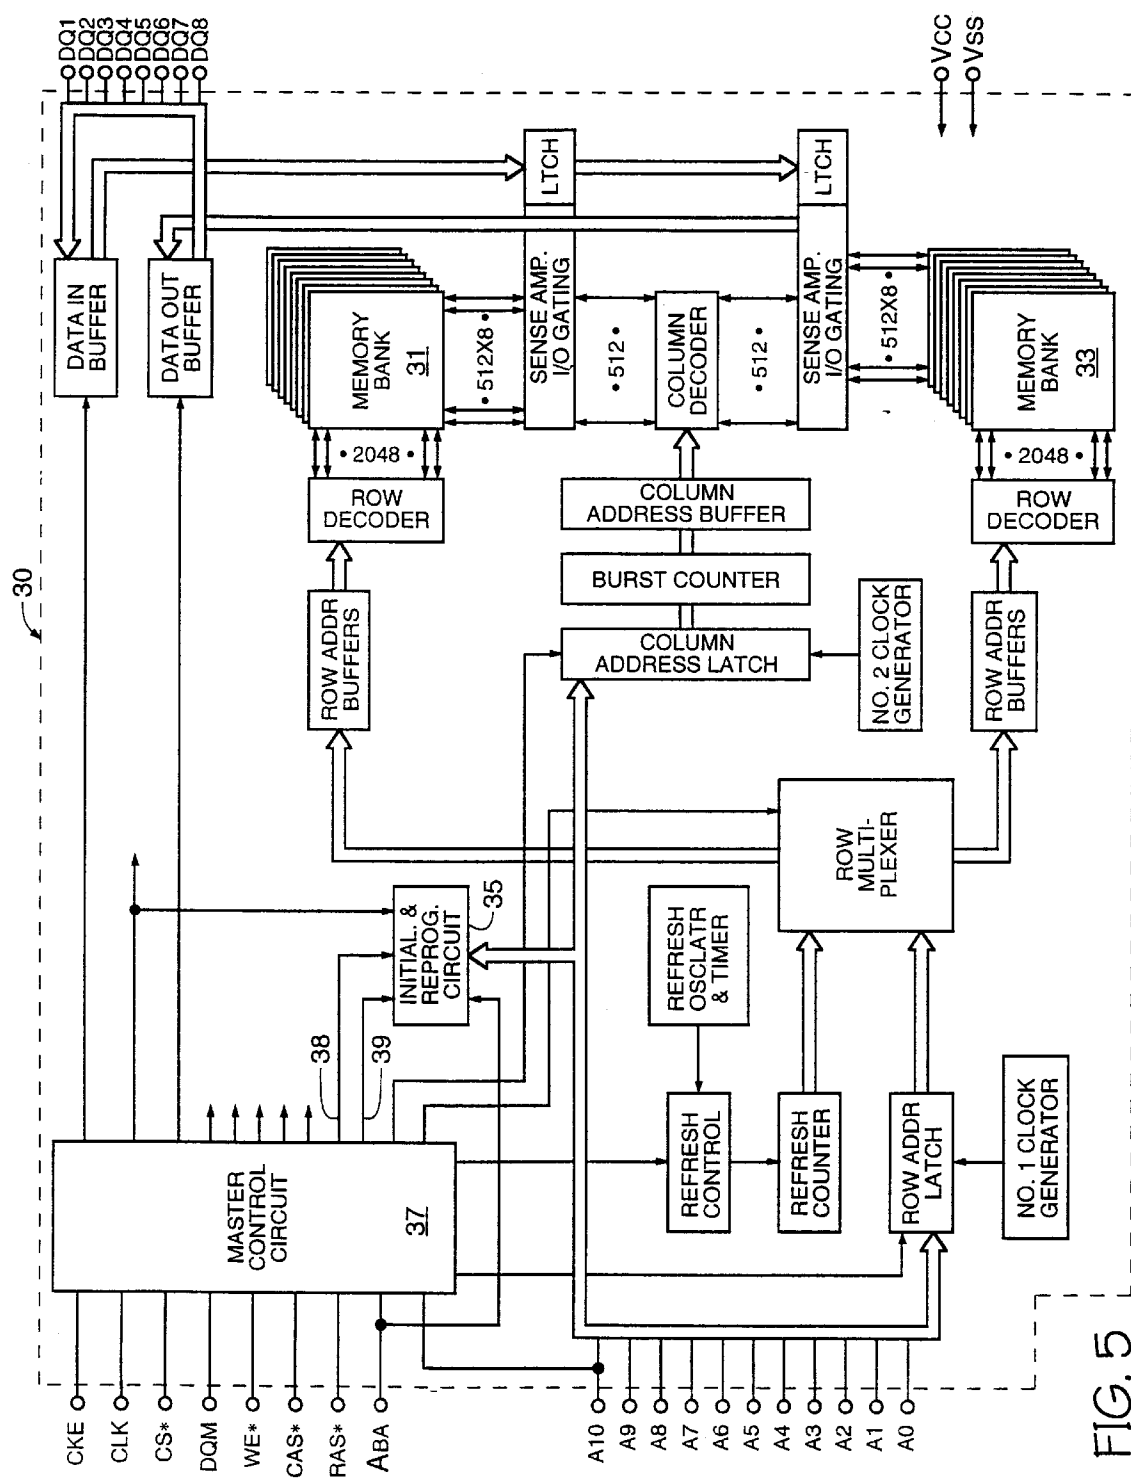 30
DQ1
DQ2
DQ3
DQ4
DQ5
DQ6
DQ7
DQ8
VCC
VSS
DATA IN
BUFFER
DATA OUT
BUFFER
MEMORY
BANK
31
• 2048 •
ROW
DECODER
ROW ADDR
BUFFERS
• 512X8 •
SENSE AMP.
I/O GATING
LTCH
• 512 •
COLUMN
DECODER
• 512 •
SENSE AMP.
I/O GATING
LTCH
• 512X8 •
MEMORY
BANK
33
• 2048 •
ROW
DECODER
ROW ADDR
BUFFERS
COLUMN
ADDRESS BUFFER
BURST COUNTER
COLUMN
ADDRESS LATCH
NO. 2 CLOCK
GENERATOR
ROW
MULTI-
PLEXER
INITIAL. &
REPROG.
CIRCUIT
35
38
39
REFRESH
OSCLATR
& TIMER
REFRESH
CONTROL
REFRESH
COUNTER
ROW ADDR
LATCH
NO. 1 CLOCK
GENERATOR
MASTER
CONTROL
CIRCUIT
37
CKE
CLK
CS*
DQM
WE*
CAS*
RAS*
ABA
A10
A9
A8
A7
A6
A5
A4
A3
A2
A1
A0
FIG. 5